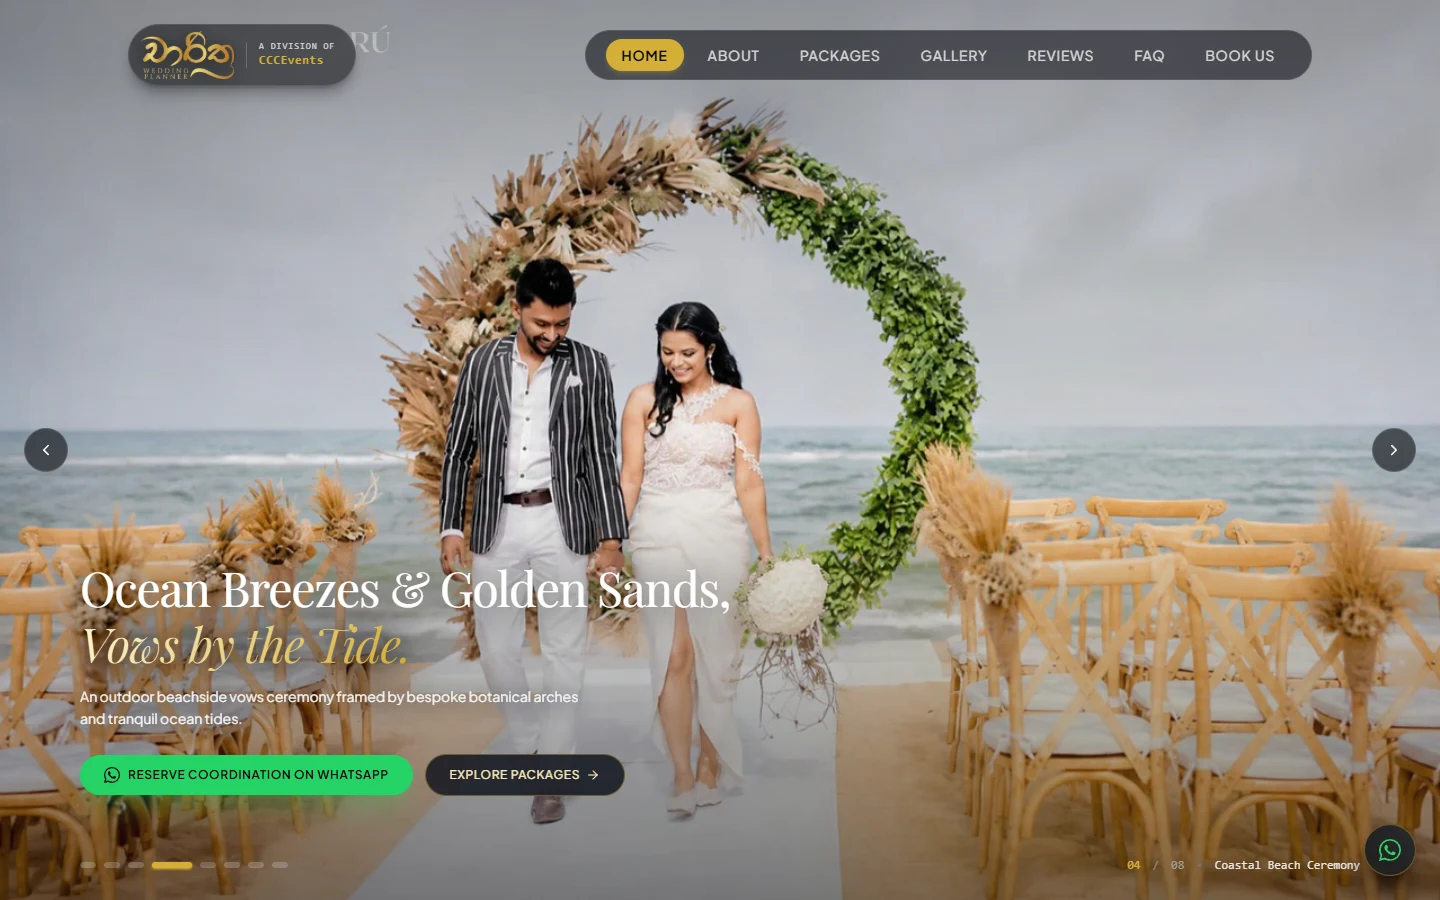 චාරිත්‍ර
WEDDING
PLANNER
A DIVISION OF
CCCEvents
RÚ
HOME
ABOUT
PACKAGES
GALLERY
REVIEWS
FAQ
BOOK US
Ocean Breezes & Golden Sands,
Vows by the Tide.
An outdoor beachside vows ceremony framed by bespoke botanical arches
and tranquil ocean tides.
RESERVE COORDINATION ON WHATSAPP
EXPLORE PACKAGES →
04 / 08 · Coastal Beach Ceremony